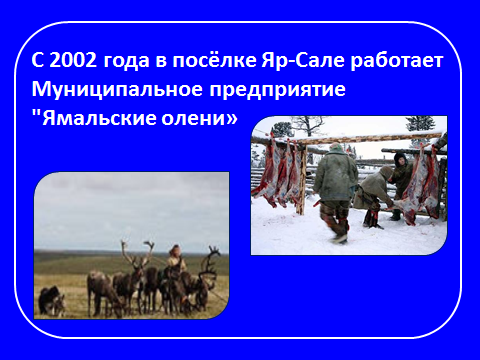 С 2002 года в посёлке Яр-Сале работает
Муниципальное предприятие
"Ямальские олени»